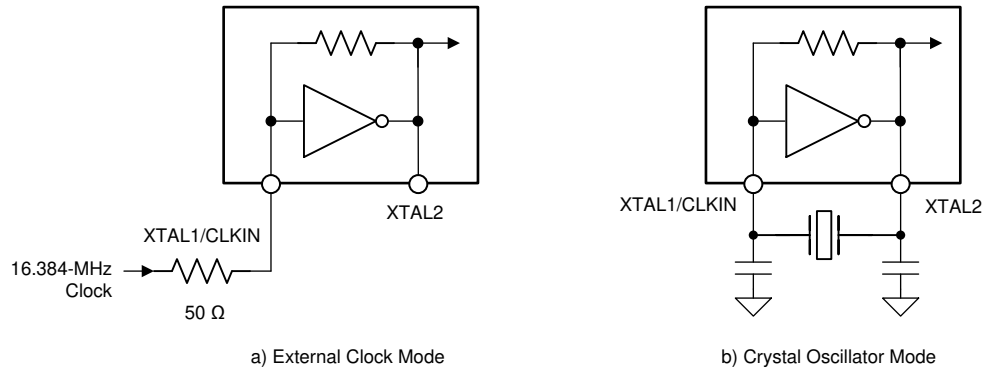 XTAL2
XTAL1/CLKIN
16.384-MHz
Clock
50 Ω
a) External Clock Mode
XTAL1/CLKIN
XTAL2
b) Crystal Oscillator Mode